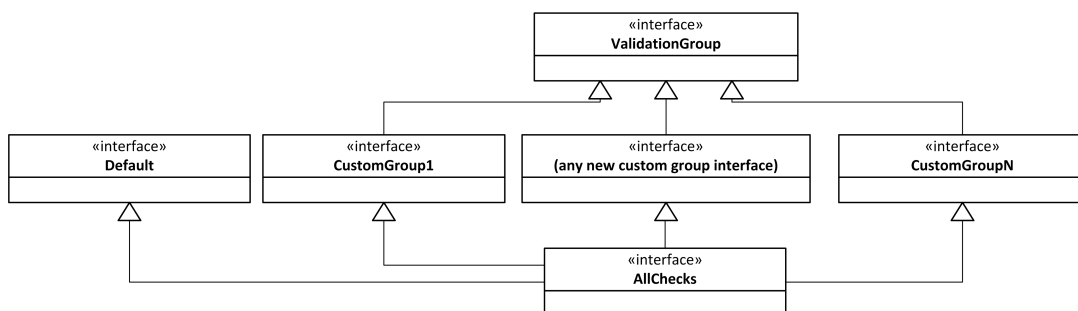 «interface»
ValidationGroup
«interface»
Default
«interface»
CustomGroup1
«interface»
(any new custom group interface)
«interface»
CustomGroupN
«interface»
AllChecks